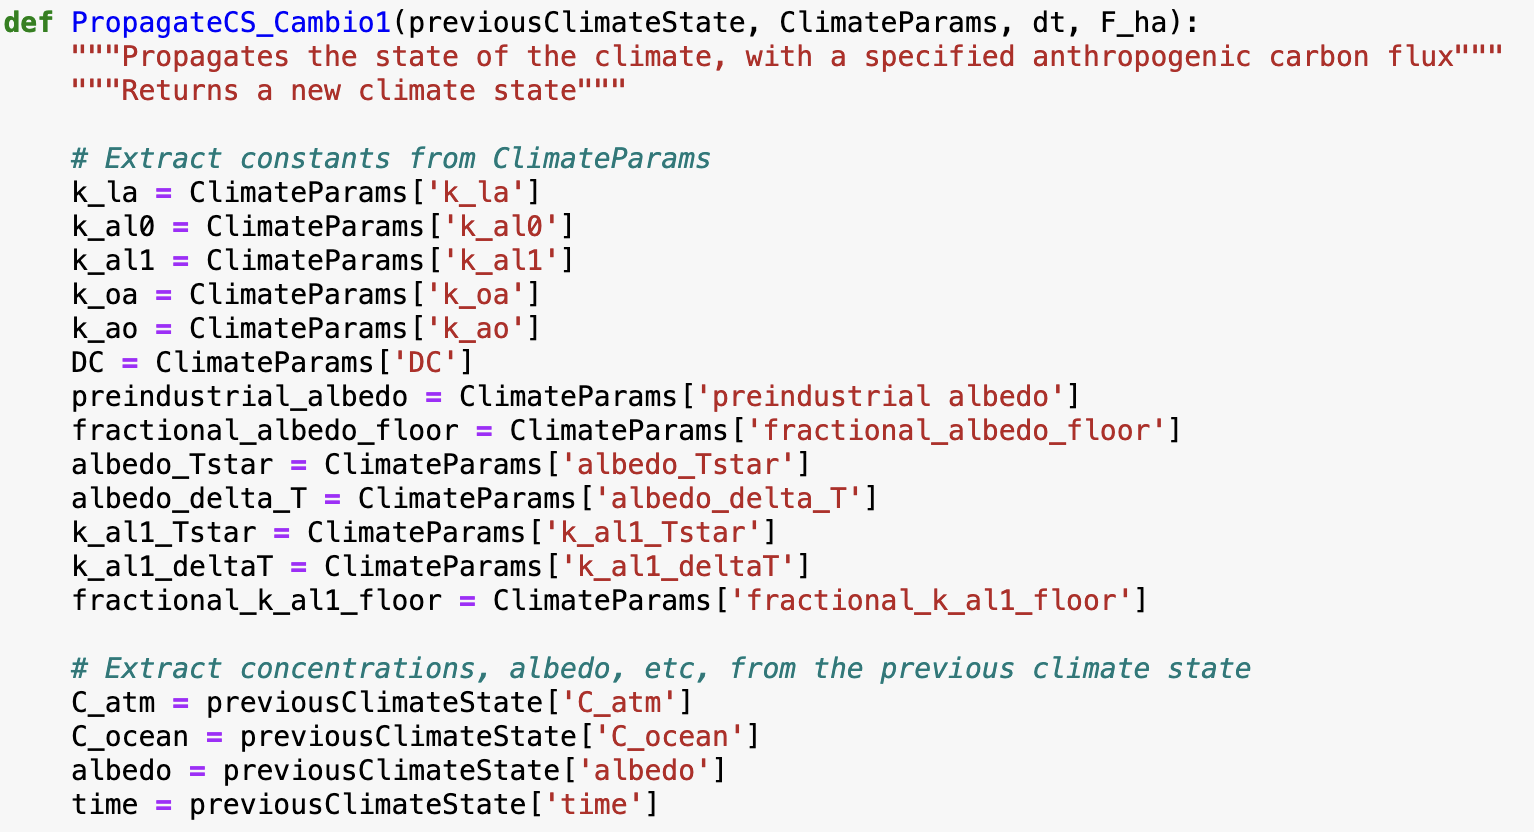 def PropagateCS_Cambio1(previousClimateState, ClimateParams, dt, F_ha):
    """Propagates the state of the climate, with a specified anthropogenic carbon flux"""
    """Returns a new climate state"""

    # Extract constants from ClimateParams
    k_la = ClimateParams['k_la']
    k_al0 = ClimateParams['k_al0']
    k_al1 = ClimateParams['k_al1']
    k_oa = ClimateParams['k_oa']
    k_ao = ClimateParams['k_ao']
    DC = ClimateParams['DC']
    preindustrial_albedo = ClimateParams['preindustrial albedo']
    fractional_albedo_floor = ClimateParams['fractional_albedo_floor']
    albedo_Tstar = ClimateParams['albedo_Tstar']
    albedo_delta_T = ClimateParams['albedo_delta_T']
    k_al1_Tstar = ClimateParams['k_al1_Tstar']
    k_al1_deltaT = ClimateParams['k_al1_deltaT']
    fractional_k_al1_floor = ClimateParams['fractional_k_al1_floor']

    # Extract concentrations, albedo, etc, from the previous climate state
    C_atm = previousClimateState['C_atm']
    C_ocean = previousClimateState['C_ocean']
    albedo = previousClimateState['albedo']
    time = previousClimateState['time']